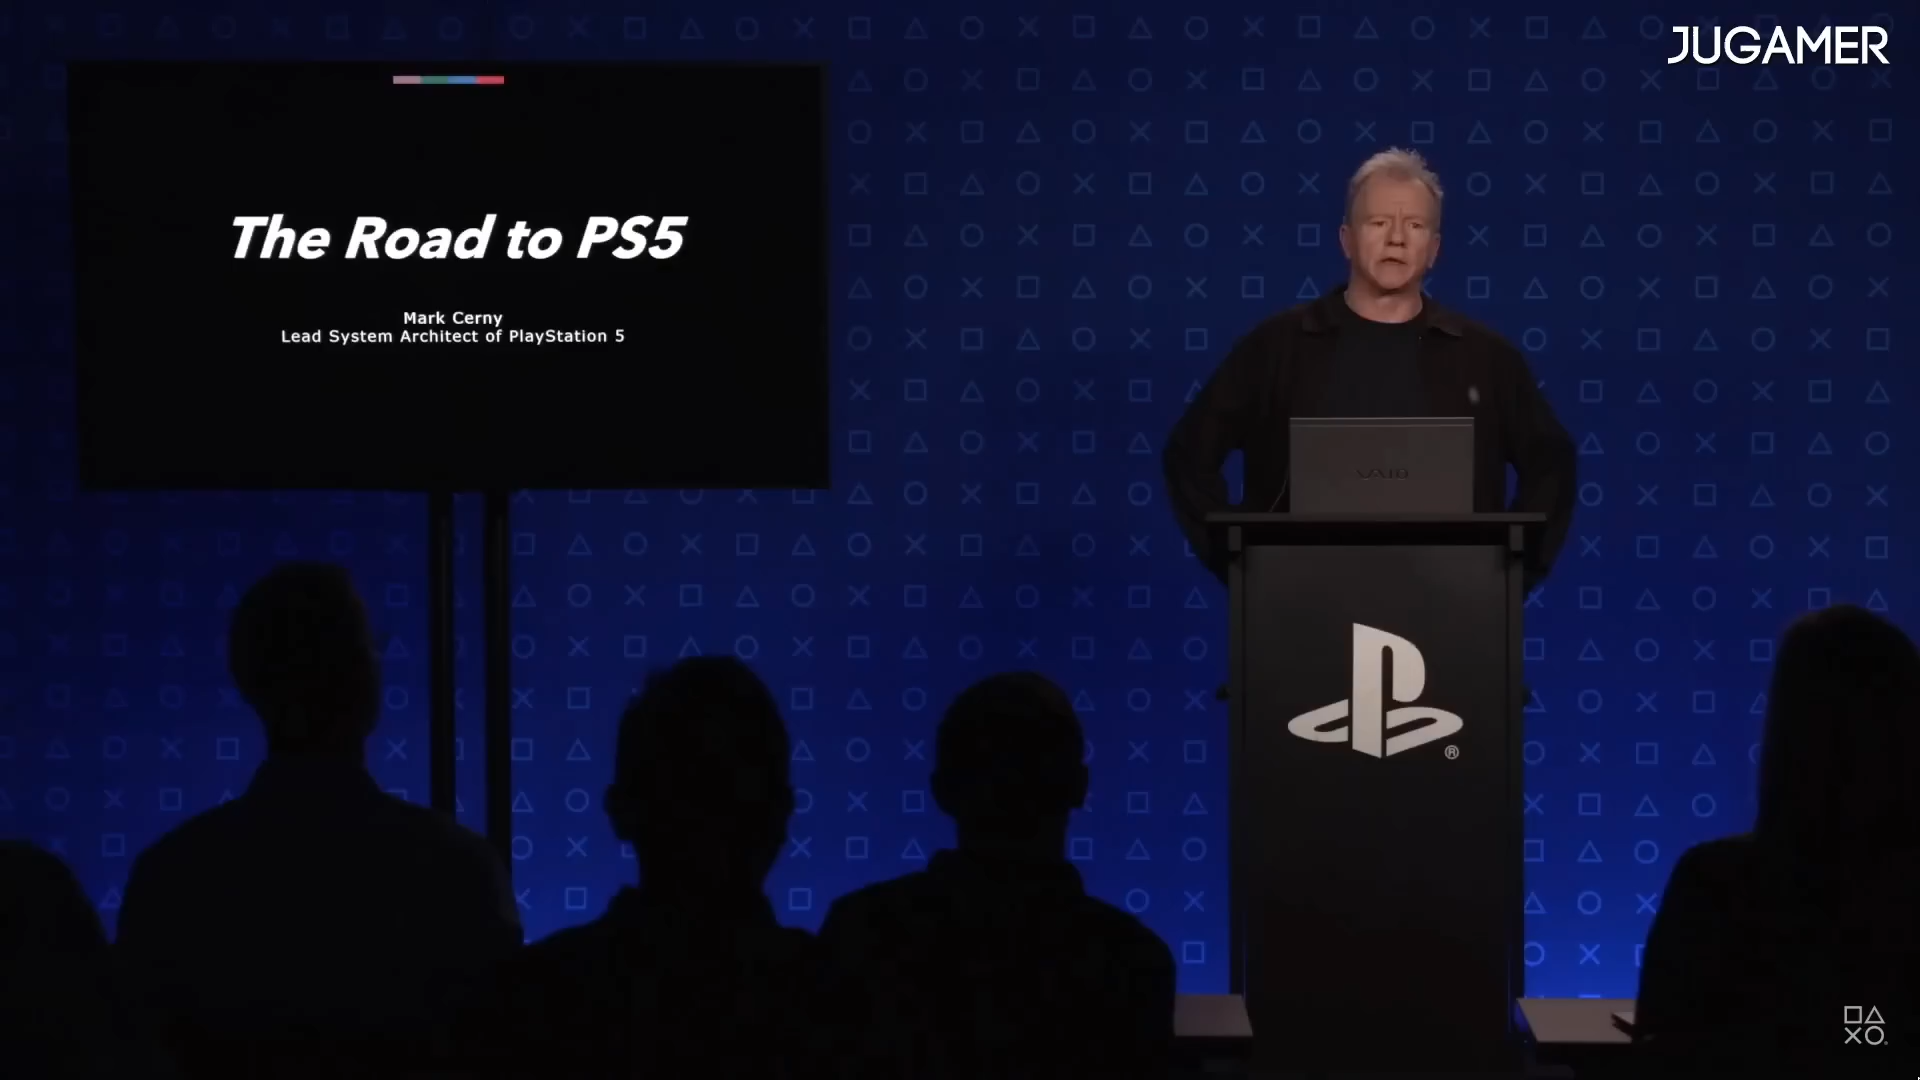 JUGAMER
The Road to PS5
Mark Cerny
Lead System Architect of PlayStation 5
VAIO
®